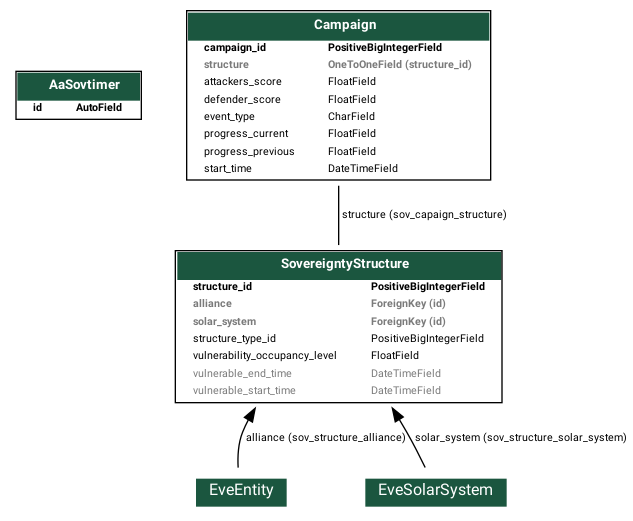 Campaign
campaign_id PositiveBigIntegerField
structure OneToOneField (structure_id)
attackers_score FloatField
defender_score FloatField
event_type CharField
progress_current FloatField
progress_previous FloatField
start_time DateTimeField
AaSovtimer
id AutoField
structure (sov_capaign_structure)
SovereigntyStructure
structure_id PositiveBigIntegerField
alliance ForeignKey (id)
solar_system ForeignKey (id)
structure_type_id PositiveBigIntegerField
vulnerability_occupancy_level FloatField
vulnerable_end_time DateTimeField
vulnerable_start_time DateTimeField
alliance (sov_structure_alliance) solar_system (sov_structure_solar_system)
EveEntity EveSolarSystem